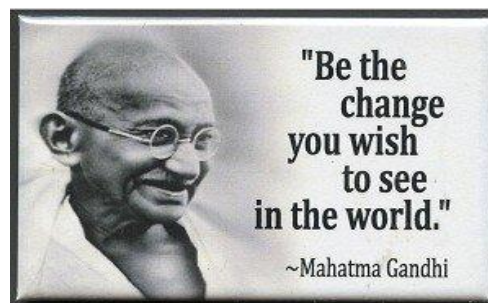 "Be the
change
you wish
to see
in the world."
~Mahatma Gandhi